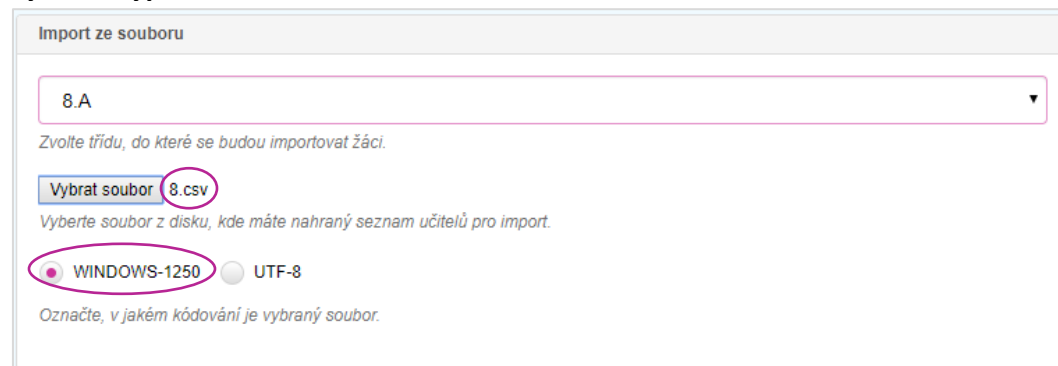 Import ze souboru
8.A
Zvolte třídu, do které se budou importovat žáci.
Vybrat soubor 8.csv
Vyberte soubor z disku, kde máte nahraný seznam učitelů pro import.
WINDOWS-1250 UTF-8
Označte, v jakém kódování je vybraný soubor.